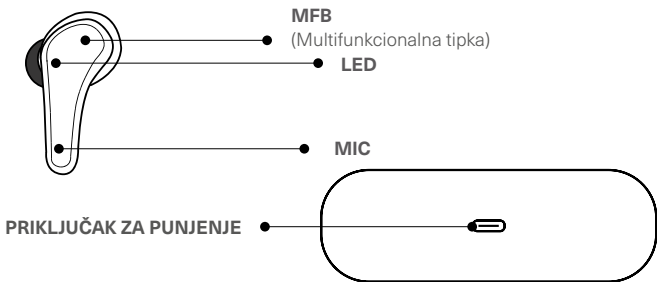 MFB
(Multifunkcionalna tipka)
LED
MIC
PRIKLJUČAK ZA PUNJENJE